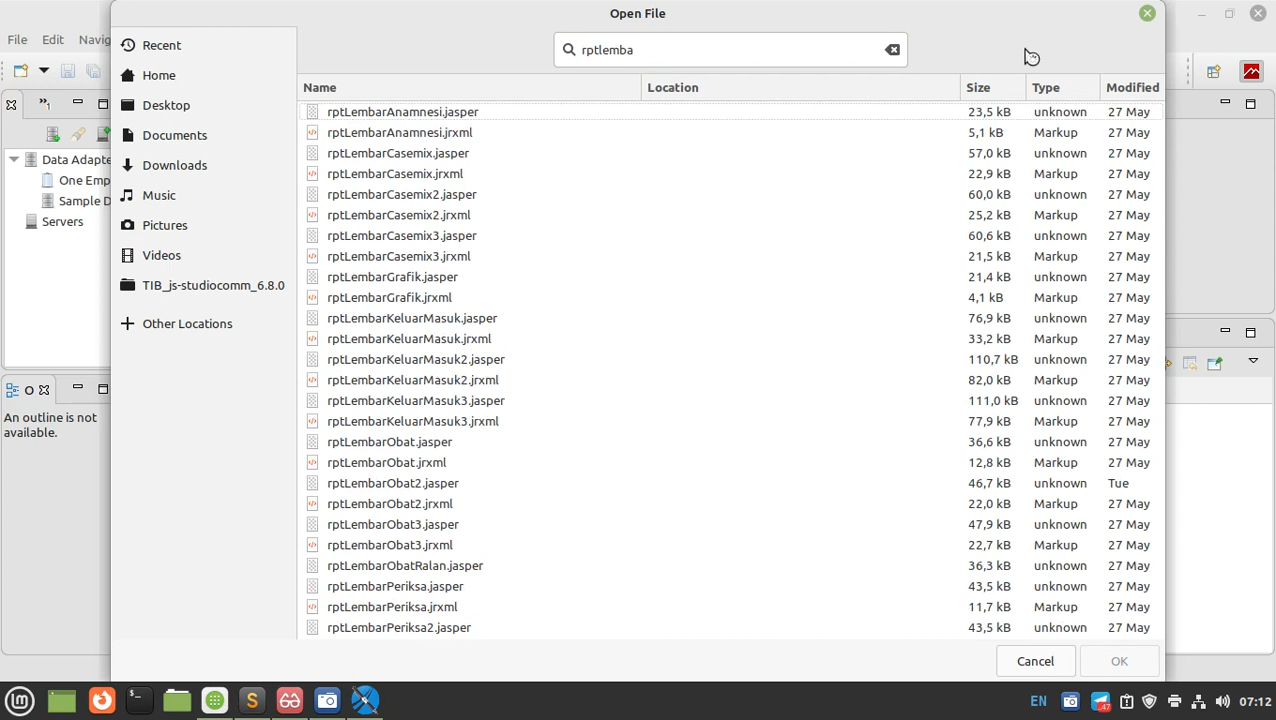 Open File
File Edit Navig
rptlemba
Recent
Home
Desktop
Documents
Downloads
Music
Pictures
Videos
TIB_js-studiocomm_6.8.0
Other Locations
Data Adapte
One Emp
Sample D
Servers
O
An outline is not
available.
Name Location Size Type Modified
rptLembarAnamnesi.jasper 23,5 kB unknown 27 May
rptLembarAnamnesi.jrxml 5,1 kB Markup 27 May
rptLembarCasemix.jasper 57,0 kB unknown 27 May
rptLembarCasemix.jrxml 22,9 kB Markup 27 May
rptLembarCasemix2.jasper 60,0 kB unknown 27 May
rptLembarCasemix2.jrxml 25,2 kB Markup 27 May
rptLembarCasemix3.jasper 60,6 kB unknown 27 May
rptLembarCasemix3.jrxml 21,5 kB Markup 27 May
rptLembarGrafik.jasper 21,4 kB unknown 27 May
rptLembarGrafik.jrxml 4,1 kB Markup 27 May
rptLembarKeluarMasuk.jasper 76,9 kB unknown 27 May
rptLembarKeluarMasuk.jrxml 33,2 kB Markup 27 May
rptLembarKeluarMasuk2.jasper 110,7 kB unknown 27 May
rptLembarKeluarMasuk2.jrxml 82,0 kB Markup 27 May
rptLembarKeluarMasuk3.jasper 111,0 kB unknown 27 May
rptLembarKeluarMasuk3.jrxml 77,9 kB Markup 27 May
rptLembarObat.jasper 36,6 kB unknown 27 May
rptLembarObat.jrxml 12,8 kB Markup 27 May
rptLembarObat2.jasper 46,7 kB unknown Tue
rptLembarObat2.jrxml 22,0 kB Markup 27 May
rptLembarObat3.jasper 47,9 kB unknown 27 May
rptLembarObat3.jrxml 22,7 kB Markup 27 May
rptLembarObatRalan.jasper 36,3 kB unknown 27 May
rptLembarPeriksa.jasper 43,5 kB unknown 27 May
rptLembarPeriksa.jrxml 11,7 kB Markup 27 May
rptLembarPeriksa2.jasper 43,5 kB unknown 27 May
Cancel OK
EN 47 07:12